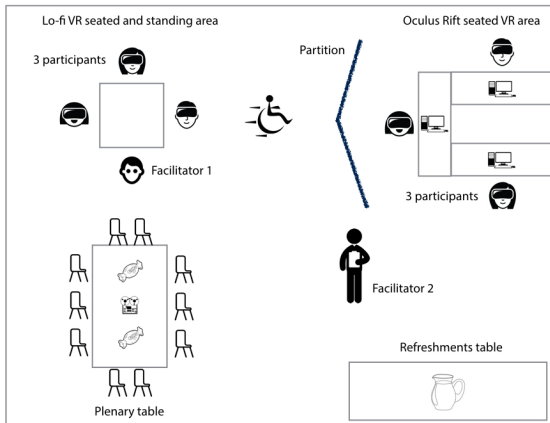 Lo-fi VR seated and standing area
Oculus Rift seated VR area
Partition
3 participants
Facilitator 1
3 participants
Facilitator 2
Refreshments table
Plenary table